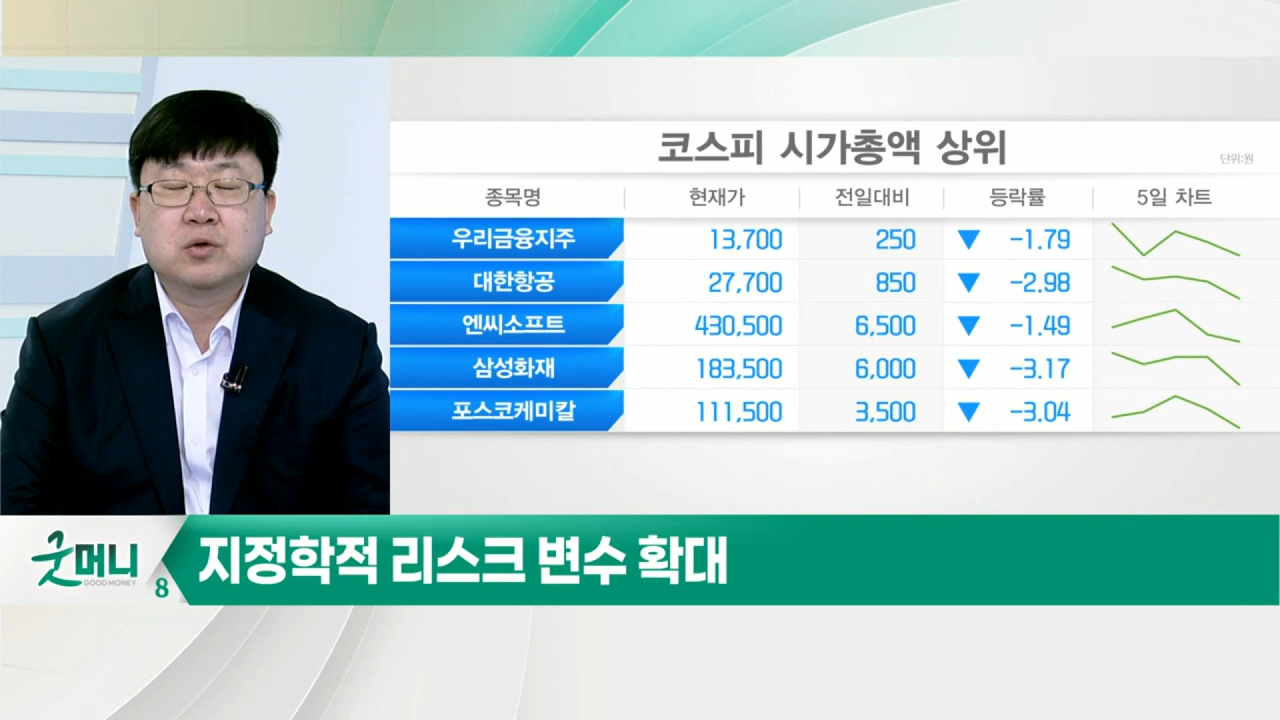 코스피 시가총액 상위
단위:원
종목명 현재가 전일대비 등락률 5일 차트
우리금융지주 13,700 250 ▼ -1.79
대한항공 27,700 850 ▼ -2.98
엔씨소프트 430,500 6,500 ▼ -1.49
삼성화재 183,500 6,000 ▼ -3.17
포스코케미칼 111,500 3,500 ▼ -3.04
굿머니
GOOD MONEY
8
지정학적 리스크 변수 확대